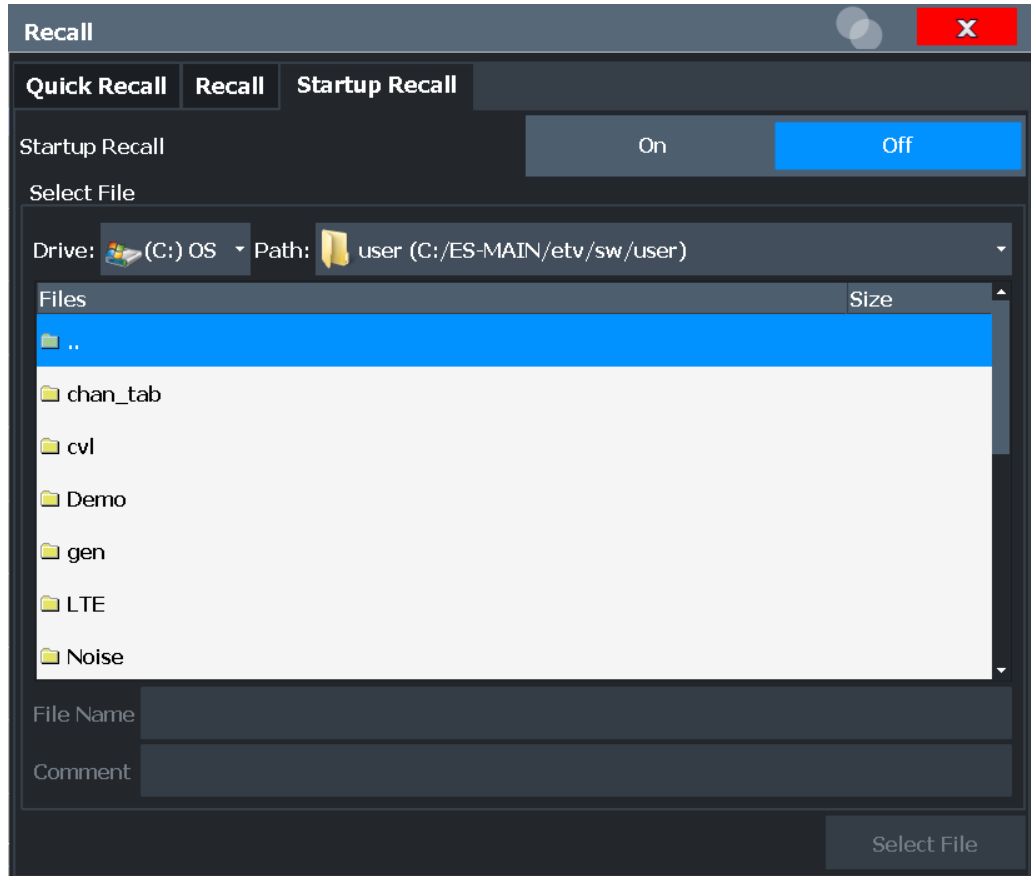 Recall
X
Quick Recall Recall Startup Recall
Startup Recall On Off
Select File
Drive: (C:) OS Path: user (C:/ES-MAIN/etv/sw/user)
Files Size
..
chan_tab
cvl
Demo
gen
LTE
Noise
File Name
Comment
Select File